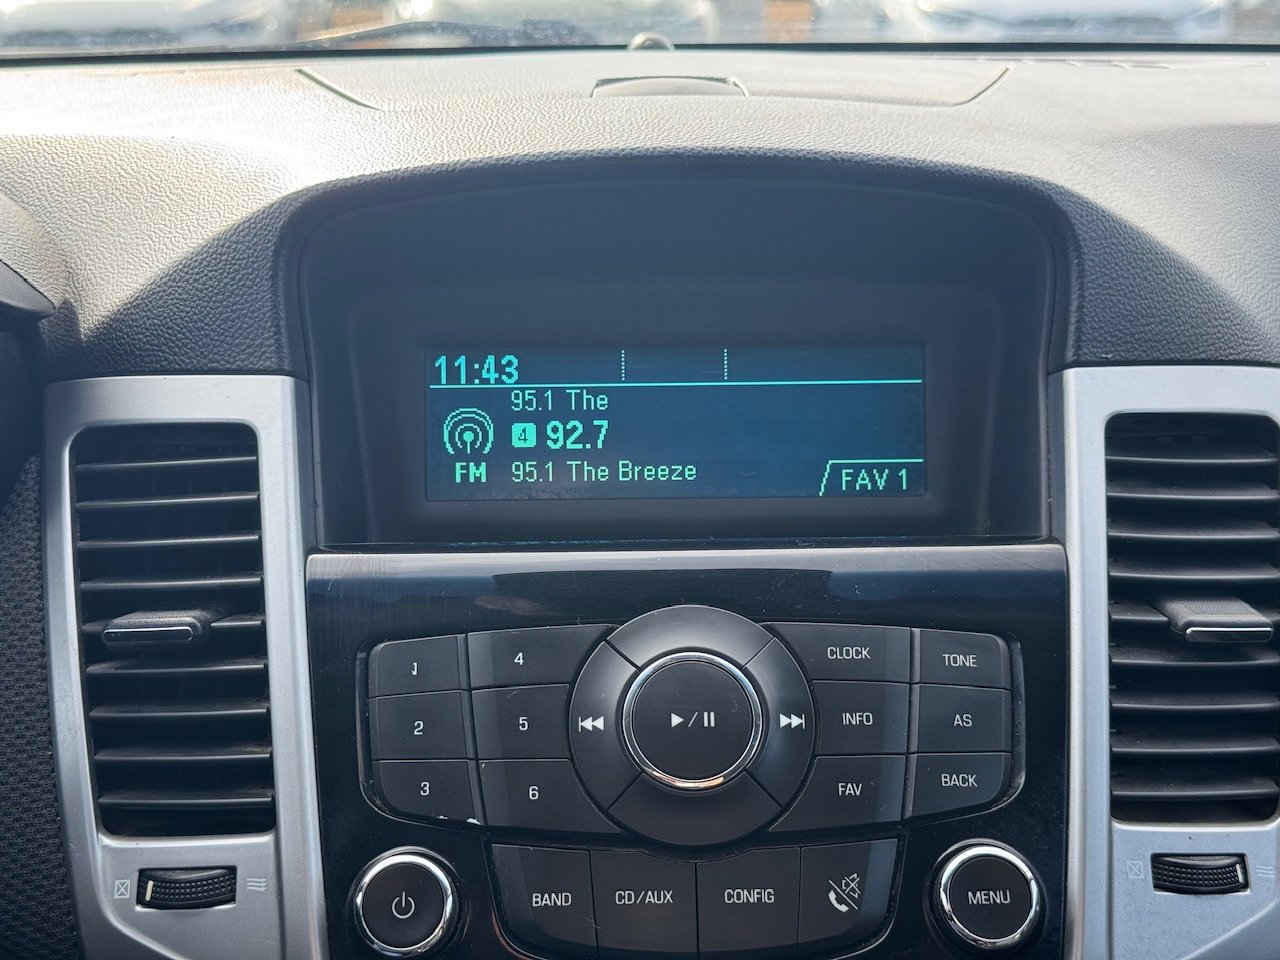 11:43
95.1 The
4 92.7
FM 95.1 The Breeze
FAV 1
1 4 CLOCK TONE
2 5 INFO AS
3 6 FAV BACK
BAND CD/AUX CONFIG MENU